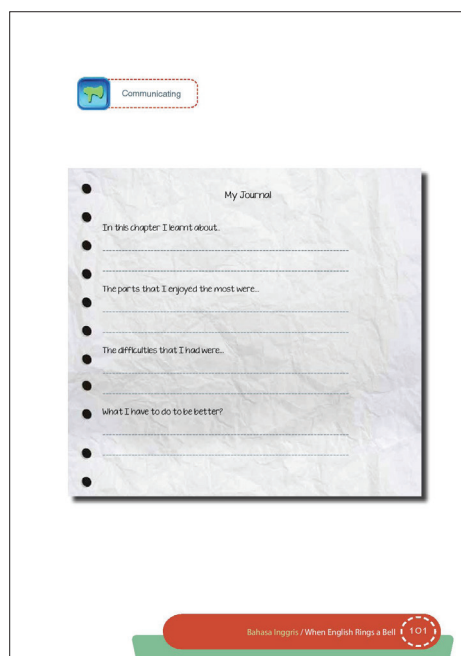 Communicating
My Journal
In this chapter I learnt about..
The parts that I enjoyed the most were...
The difficulties that I had were...
What I have to do to be better?
Bahasa Inggris / When English Rings a Bell 101